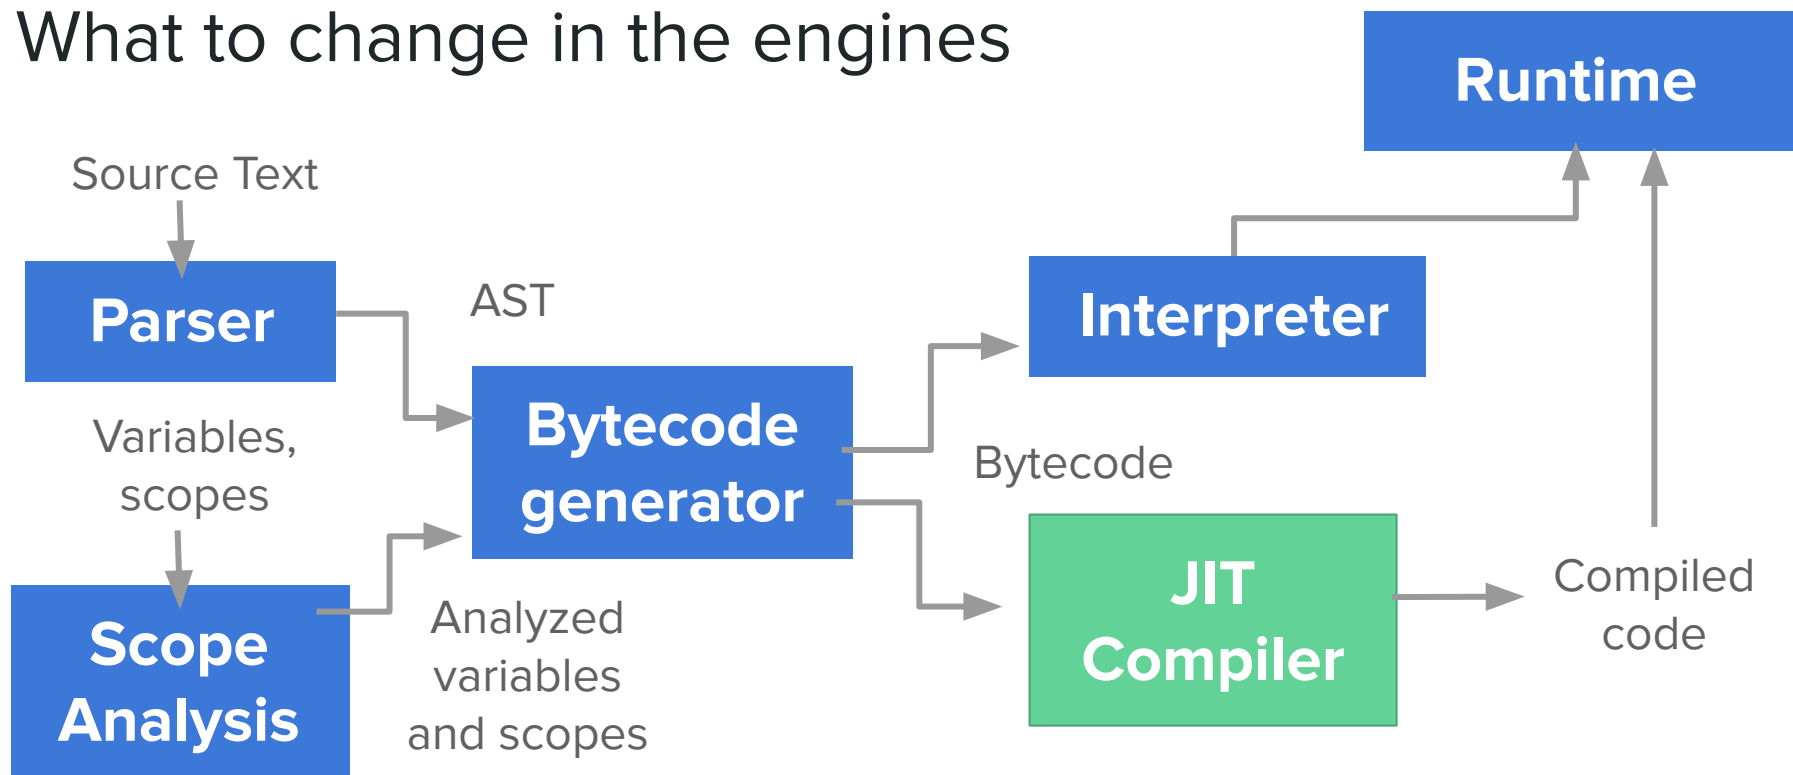 What to change in the engines
Runtime
Source Text
Parser
AST
Interpreter
Variables,
scopes
Bytecode
generator
Bytecode
Scope
Analysis
Analyzed
variables
and scopes
JIT
Compiler
Compiled
code